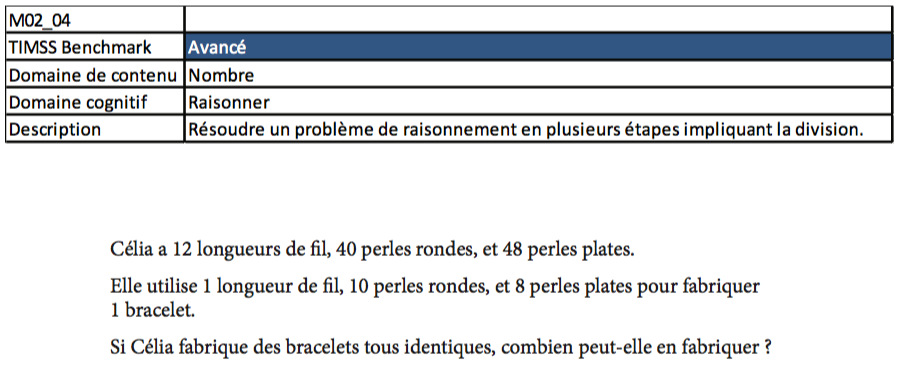 M02_04
TIMSS Benchmark Avancé
Domaine de contenu Nombre
Domaine cognitif Raisonner
Description Résoudre un problème de raisonnement en plusieurs étapes impliquant la division.
Célia a 12 longueurs de fil, 40 perles rondes, et 48 perles plates.
Elle utilise 1 longueur de fil, 10 perles rondes, et 8 perles plates pour fabriquer
1 bracelet.
Si Célia fabrique des bracelets tous identiques, combien peut-elle en fabriquer ?